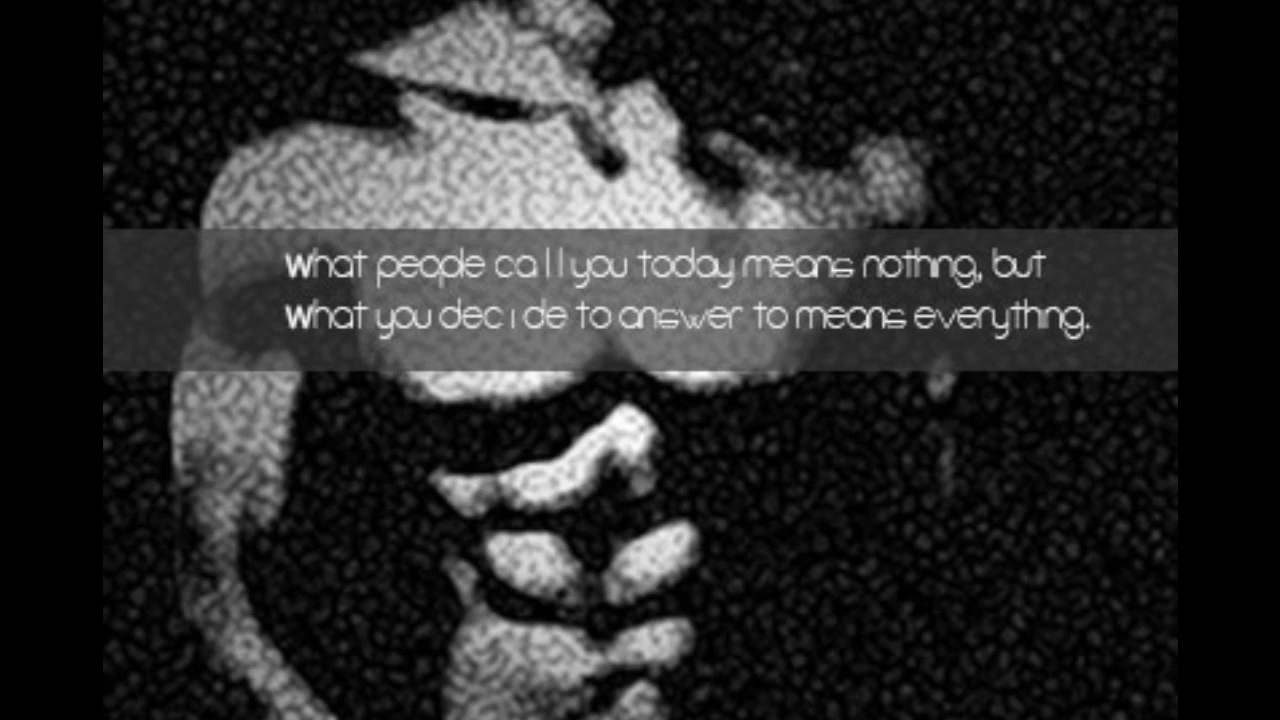 What people call you today means nothing, but
What you decide to answer to means everything.